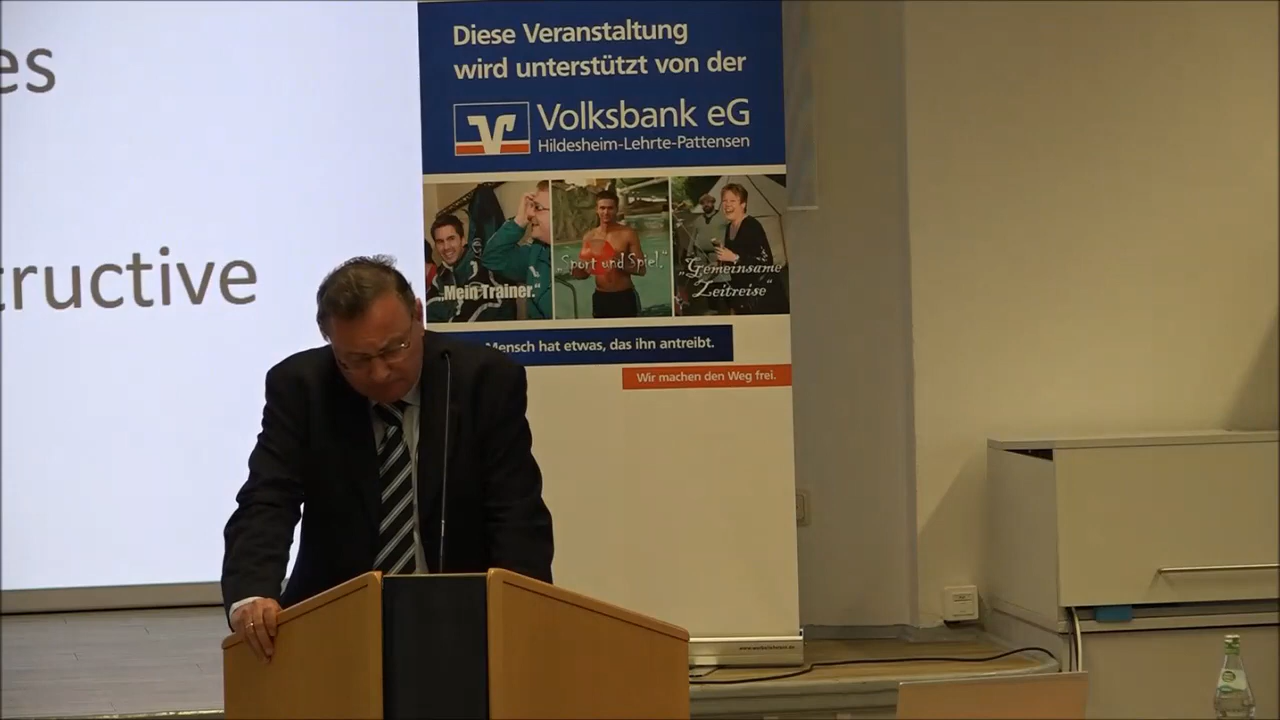 es
tructive
Diese Veranstaltung
wird unterstützt von der
Volksbank eG
Hildesheim-Lehrte-Pattensen
„Mein Trainer.“
„Sport und Spiel.“
„Gemeinsame
Zeitreise“
Mensch hat etwas, das ihn antreibt.
Wir machen den Weg frei.